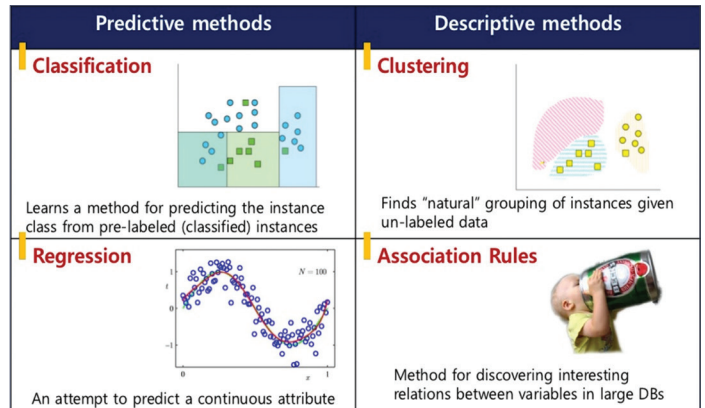 Predictive methods
Descriptive methods
Classification
Learns a method for predicting the instance
class from pre-labeled (classified) instances
Clustering
Finds “natural” grouping of instances given
un-labeled data
Regression
N = 100
1
t
0
−1
0
x
1
An attempt to predict a continuous attribute
Association Rules
Method for discovering interesting
relations between variables in large DBs